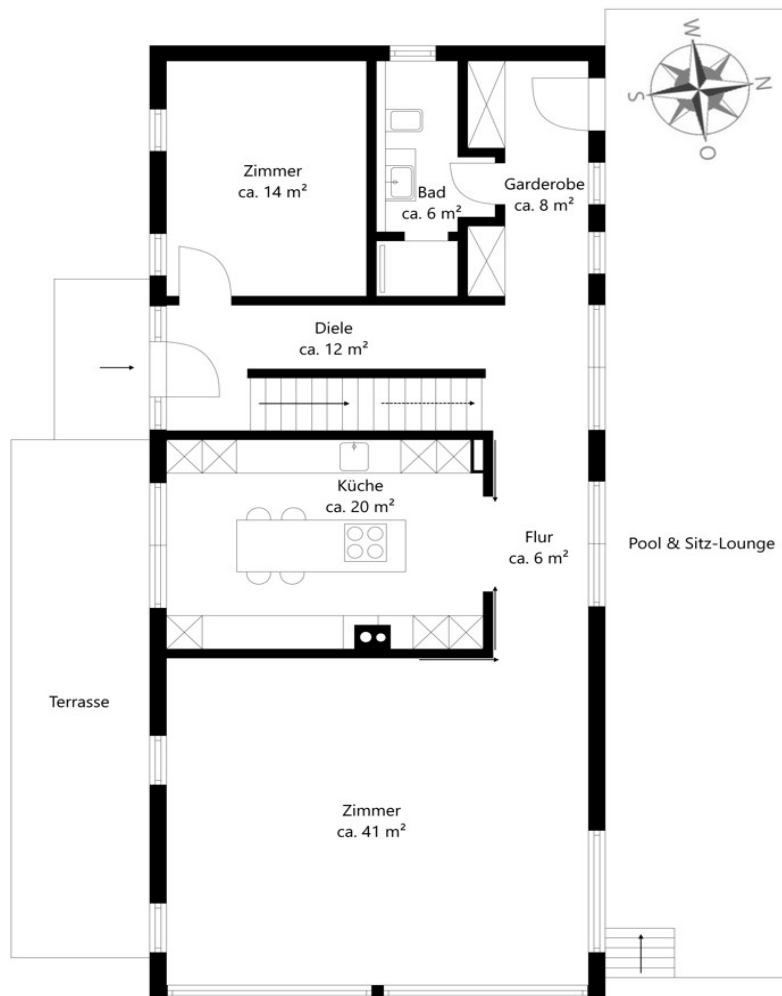 W
N
S
O
Zimmer
ca. 14 m²
Bad
ca. 6 m²
Garderobe
ca. 8 m²
Diele
ca. 12 m²
Küche
ca. 20 m²
Flur
ca. 6 m²
Pool & Sitz-Lounge
Terrasse
Zimmer
ca. 41 m²